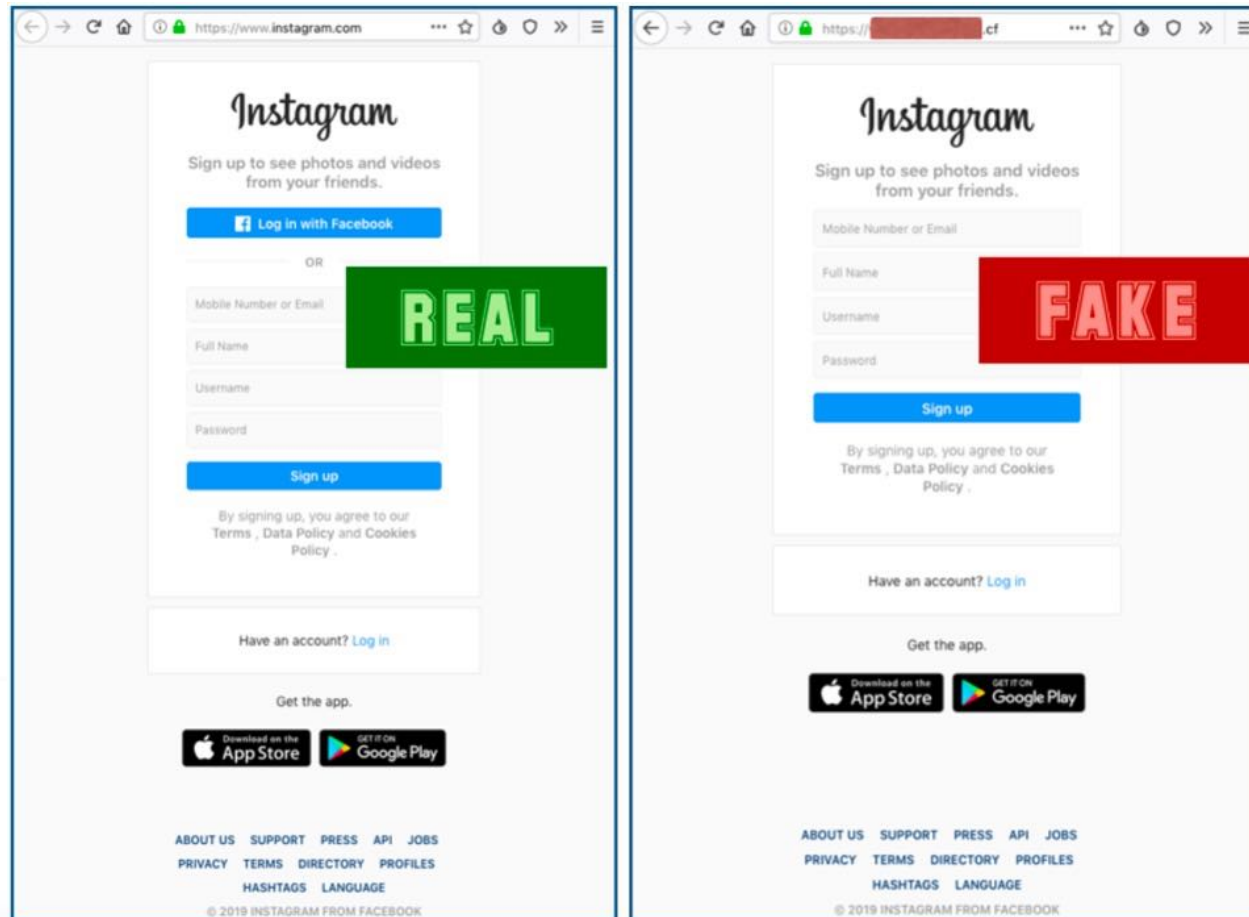 https://www.instagram.com
Instagram
Sign up to see photos and videos
from your friends.
Log in with Facebook
OR
Mobile Number or Email
Full Name
Username
Password
Sign up
By signing up, you agree to our
Terms , Data Policy and Cookies
Policy .
Have an account? Log in
Get the app.
Download on the
App Store
GET IT ON
Google Play
ABOUT US SUPPORT PRESS API JOBS
PRIVACY TERMS DIRECTORY PROFILES
HASHTAGS LANGUAGE
© 2019 INSTAGRAM FROM FACEBOOK
REAL
https:// .cf
Instagram
Sign up to see photos and videos
from your friends.
Mobile Number or Email
Full Name
Username
Password
Sign up
By signing up, you agree to our
Terms , Data Policy and Cookies
Policy .
Have an account? Log in
Get the app.
Download on the
App Store
GET IT ON
Google Play
ABOUT US SUPPORT PRESS API JOBS
PRIVACY TERMS DIRECTORY PROFILES
HASHTAGS LANGUAGE
© 2019 INSTAGRAM FROM FACEBOOK
FAKE